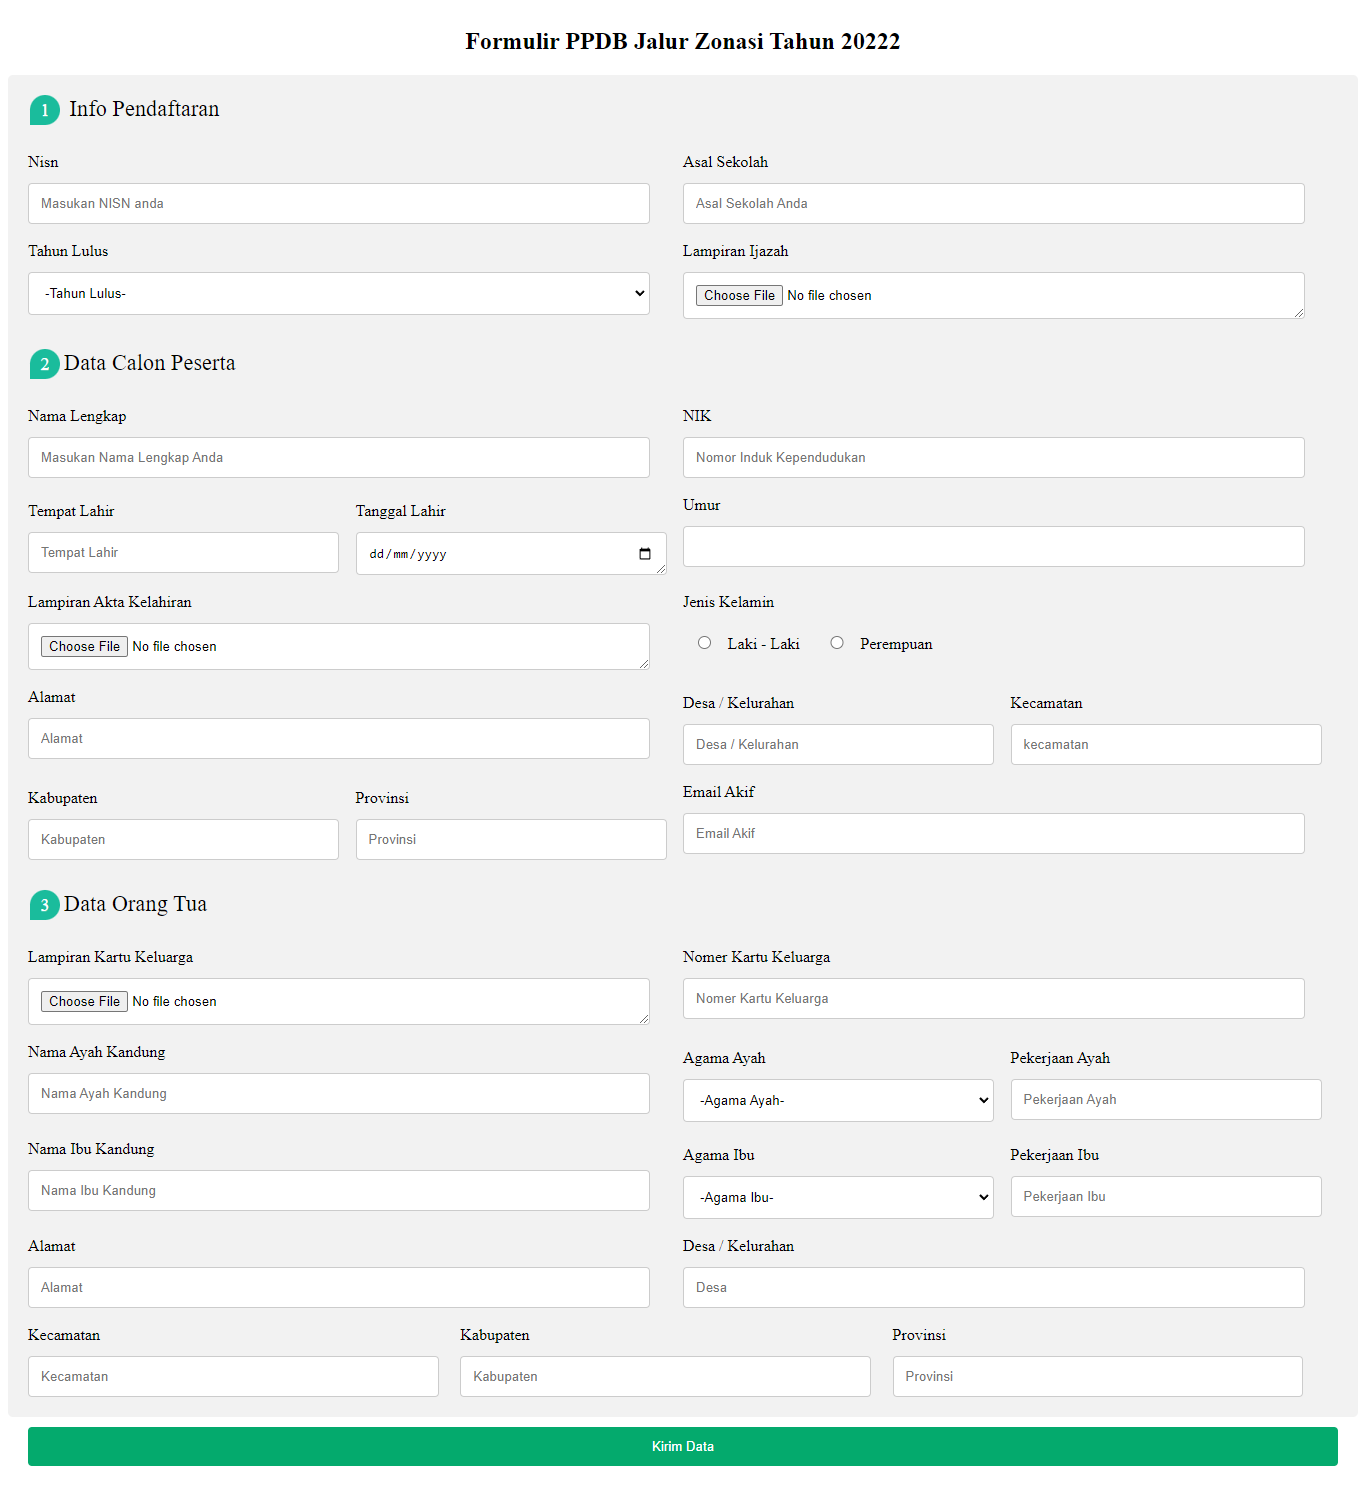 Formulir PPDB Jalur Zonasi Tahun 20222
1 Info Pendaftaran
Nisn Asal Sekolah
Masukan NISN anda Asal Sekolah Anda
Tahun Lulus Lampiran Ijazah
-Tahun Lulus- Choose File No file chosen
2 Data Calon Peserta
Nama Lengkap NIK
Masukan Nama Lengkap Anda Nomor Induk Kependudukan
Tempat Lahir Tanggal Lahir Umur
Tempat Lahir dd/mm/yyyy
Lampiran Akta Kelahiran Jenis Kelamin
Choose File No file chosen Laki - Laki Perempuan
Alamat Desa / Kelurahan Kecamatan
Alamat Desa / Kelurahan kecamatan
Kabupaten Provinsi Email Akif
Kabupaten Provinsi Email Akif
3 Data Orang Tua
Lampiran Kartu Keluarga Nomer Kartu Keluarga
Choose File No file chosen Nomer Kartu Keluarga
Nama Ayah Kandung Agama Ayah Pekerjaan Ayah
Nama Ayah Kandung -Agama Ayah- Pekerjaan Ayah
Nama Ibu Kandung Agama Ibu Pekerjaan Ibu
Nama Ibu Kandung -Agama Ibu- Pekerjaan Ibu
Alamat Desa / Kelurahan
Alamat Desa
Kecamatan Kabupaten Provinsi
Kecamatan Kabupaten Provinsi
Kirim Data